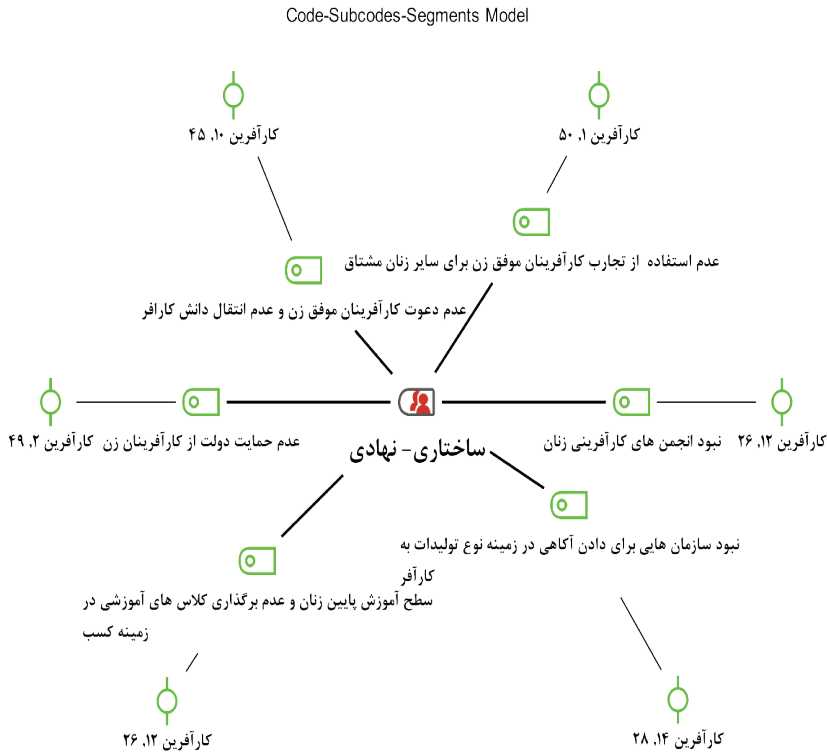 Code-Subcodes-Segments Model
کارآفرین ۱۰, ۴۵
کارآفرین ۱, ۵۰
عدم استفاده از تجارب کارآفرینان موفق زن برای سایر زنان مشتاق
عدم دعوت کارآفرینان موفق زن و عدم انتقال دانش کارافر
کارآفرین ۱۲, ۲۶
نبود انجمن های کارآفرینی زنان
عدم حمایت دولت از کارآفرینان زن
کارآفرین ۲, ۴۹
ساختاری- نهادی
نبود سازمان هایی برای دادن آکاهی در زمینه نوع تولیدات به
کارآفر
سطح آموزش پایین زنان و عدم برگذاری کلاس های آموزشی در
زمینه کسب
کارآفرین ۱۴, ۲۸
کارآفرین ۱۲, ۲۶